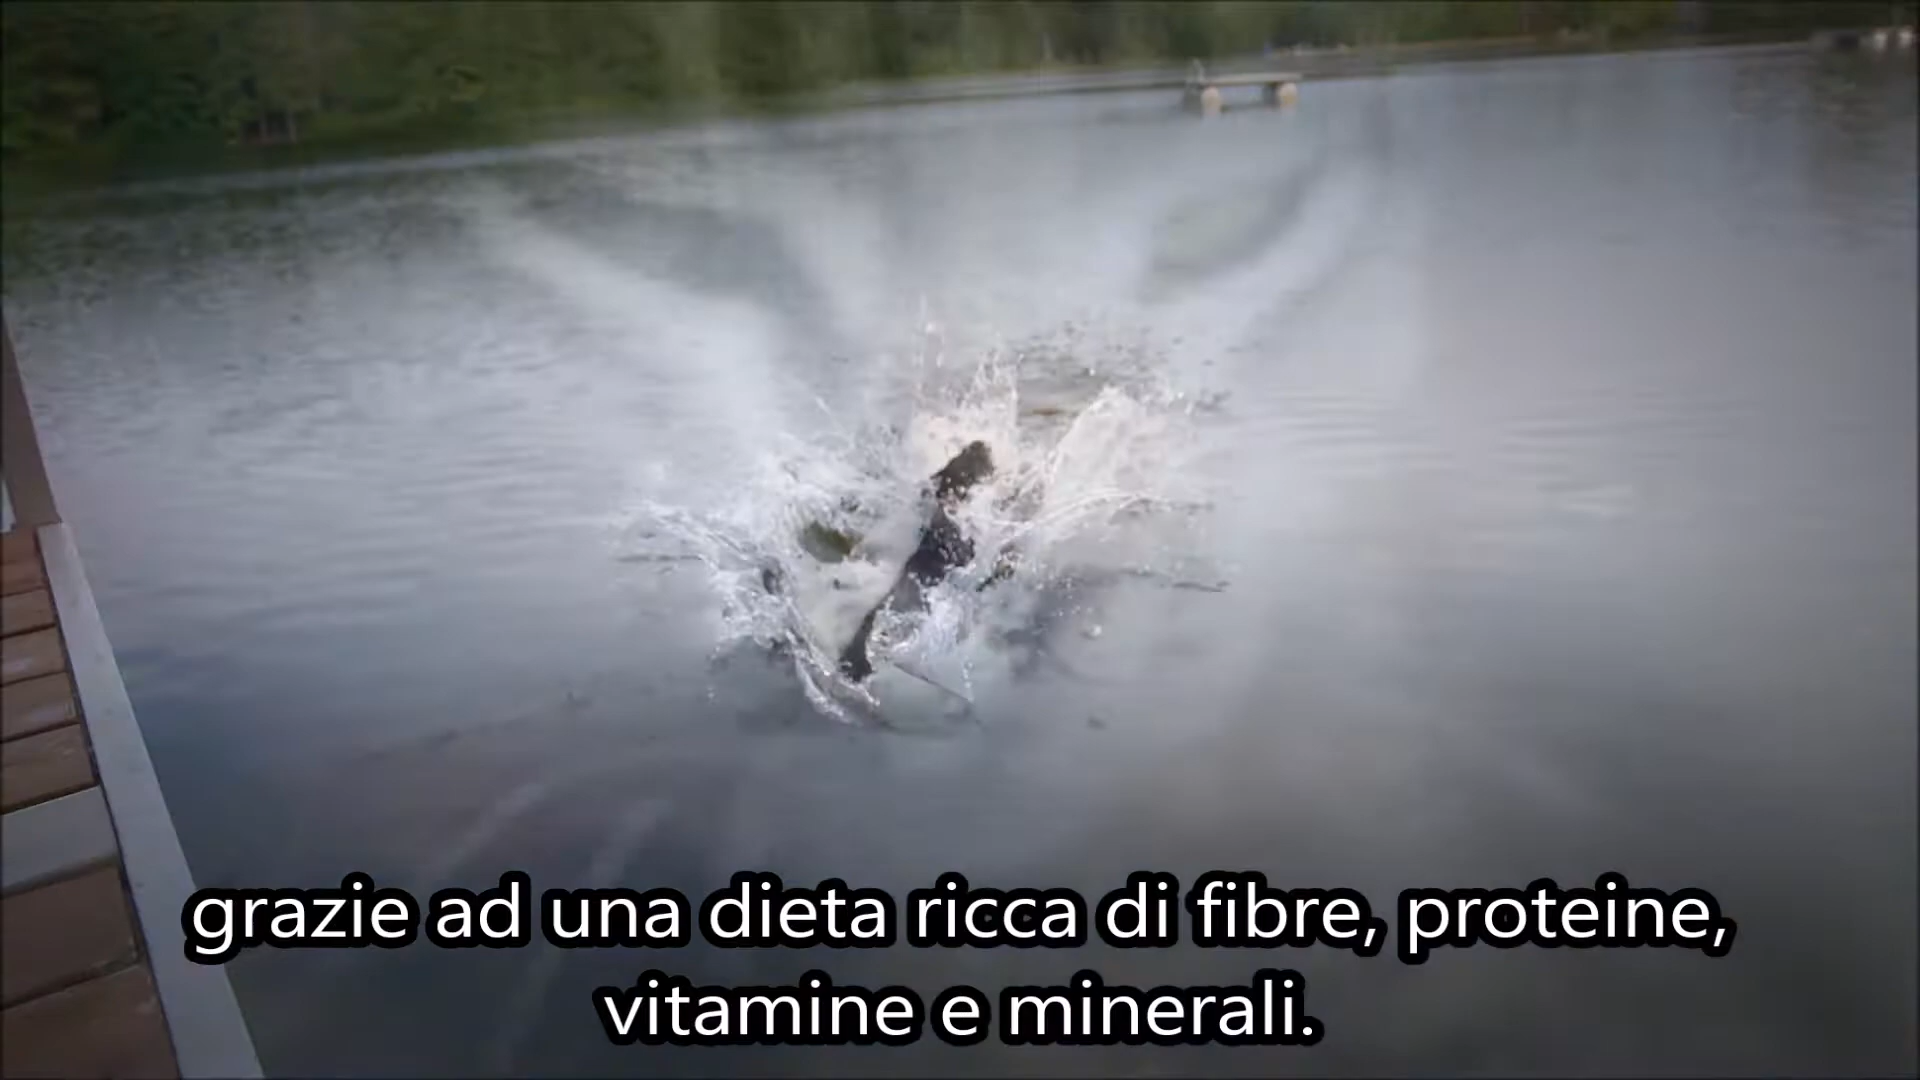 grazie ad una dieta ricca di fibre, proteine,
vitamine e minerali.